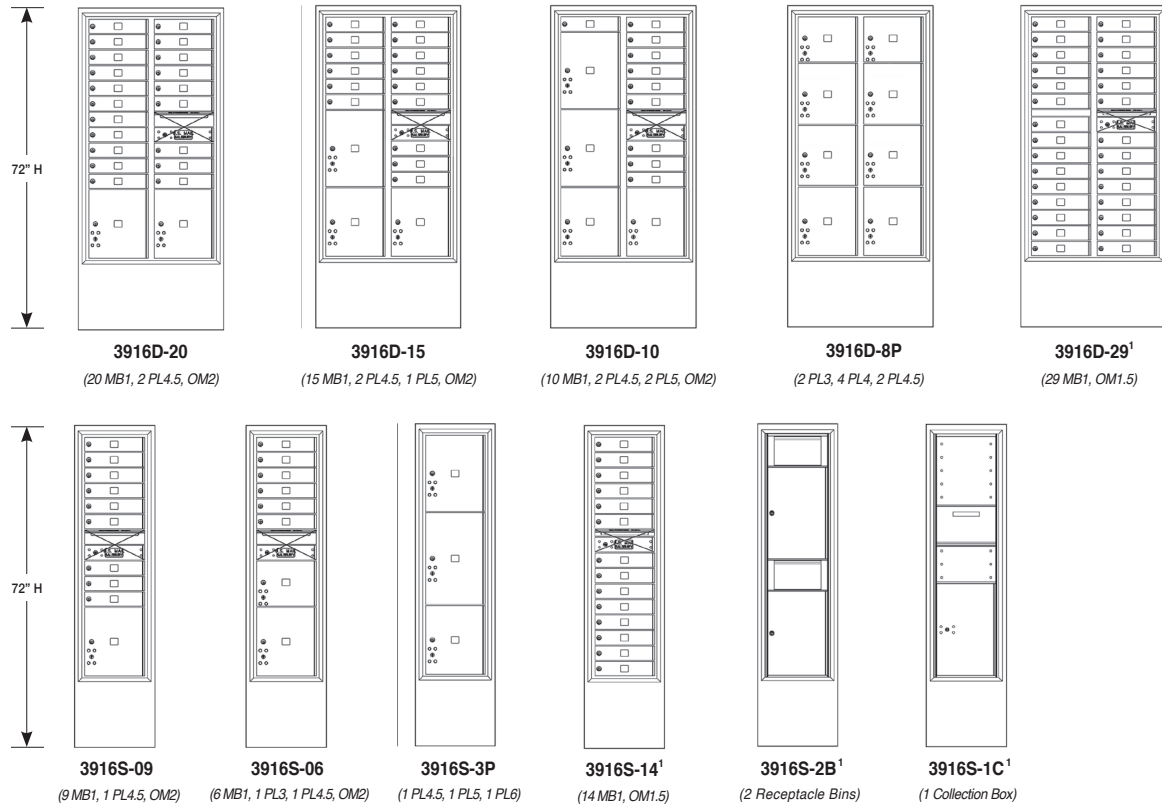 72" H
3916D-20
(20 MB1, 2 PL4.5, OM2)
3916D-15
(15 MB1, 2 PL4.5, 1 PL5, OM2)
3916D-10
(10 MB1, 2 PL4.5, 2 PL5, OM2)
3916D-8P
(2 PL3, 4 PL4, 2 PL4.5)
3916D-29¹
(29 MB1, OM1.5)
72" H
3916S-09
(9 MB1, 1 PL4.5, OM2)
3916S-06
(6 MB1, 1 PL3, 1 PL4.5, OM2)
3916S-3P
(1 PL4.5, 1 PL5, 1 PL6)
3916S-14¹
(14 MB1, OM1.5)
3916S-2B¹
(2 Receptacle Bins)
3916S-1C¹
(1 Collection Box)